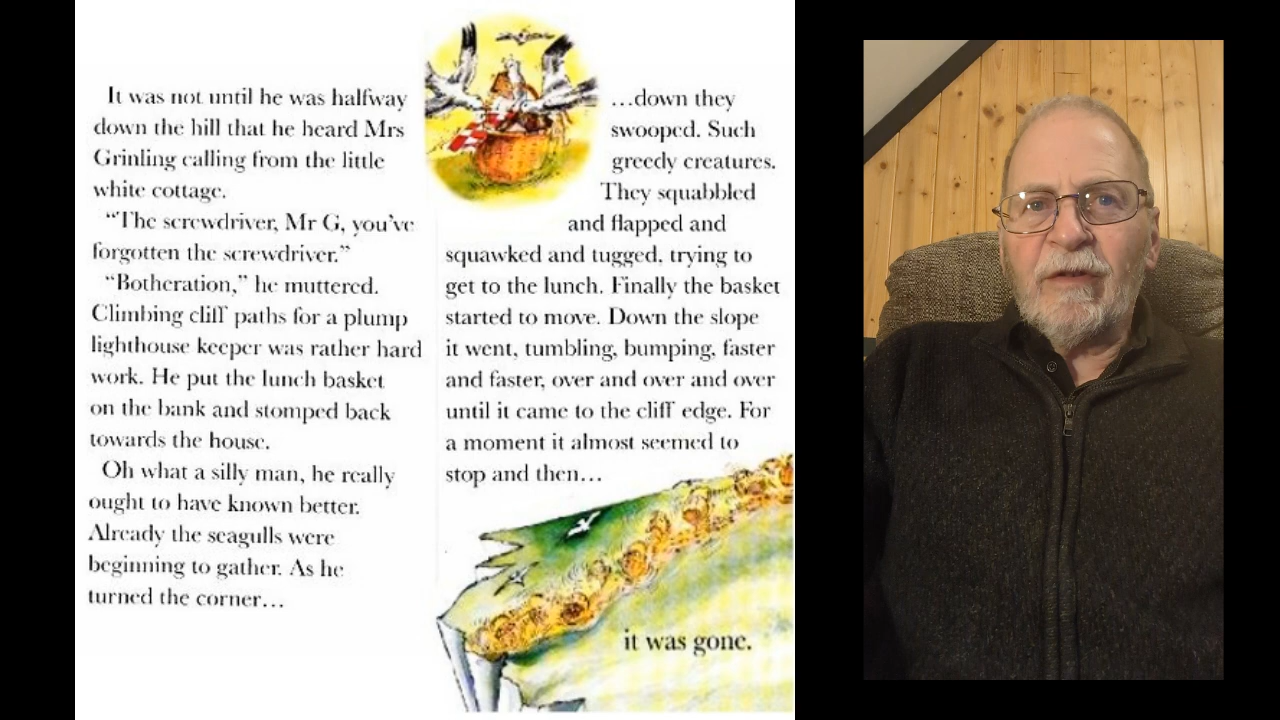 It was not until he was halfway
down the hill that he heard Mrs
Grinling calling from the little
white cottage.
“The screwdriver, Mr G, you’ve
forgotten the screwdriver.”
“Botheration,” he muttered.
Climbing cliff paths for a plump
lighthouse keeper was rather hard
work. He put the lunch basket
on the bank and stomped back
towards the house.
Oh what a silly man, he really
ought to have known better.
Already the seagulls were
beginning to gather. As he
turned the corner…
…down they
swooped. Such
greedy creatures.
They squabbled
and flapped and
squawked and tugged, trying to
get to the lunch. Finally the basket
started to move. Down the slope
it went, tumbling, bumping, faster
and faster, over and over and over
until it came to the cliff edge. For
a moment it almost seemed to
stop and then…
it was gone.